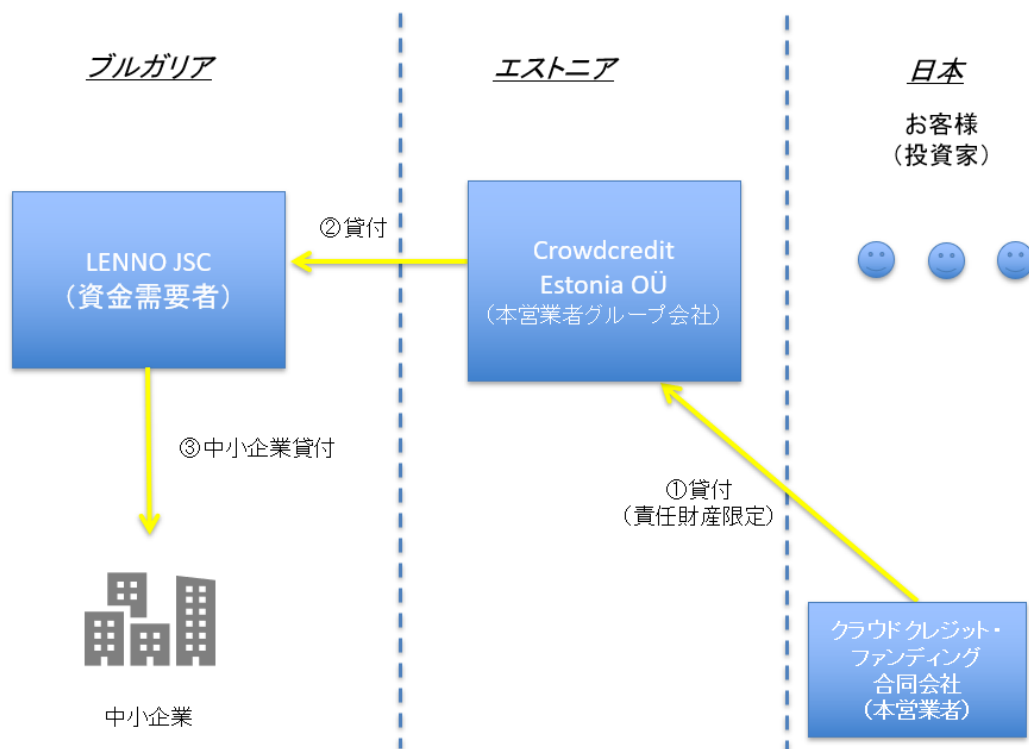 ブルガリア
エストニア
日本
お客様
（投資家）
LENNO JSC
（資金需要者）
②貸付
Crowdcredit
Estonia OÜ
（本営業者グループ会社）
③中小企業貸付
①貸付
（責任財産限定）
中小企業
クラウドクレジット・
ファンディング
合同会社
（本営業者）